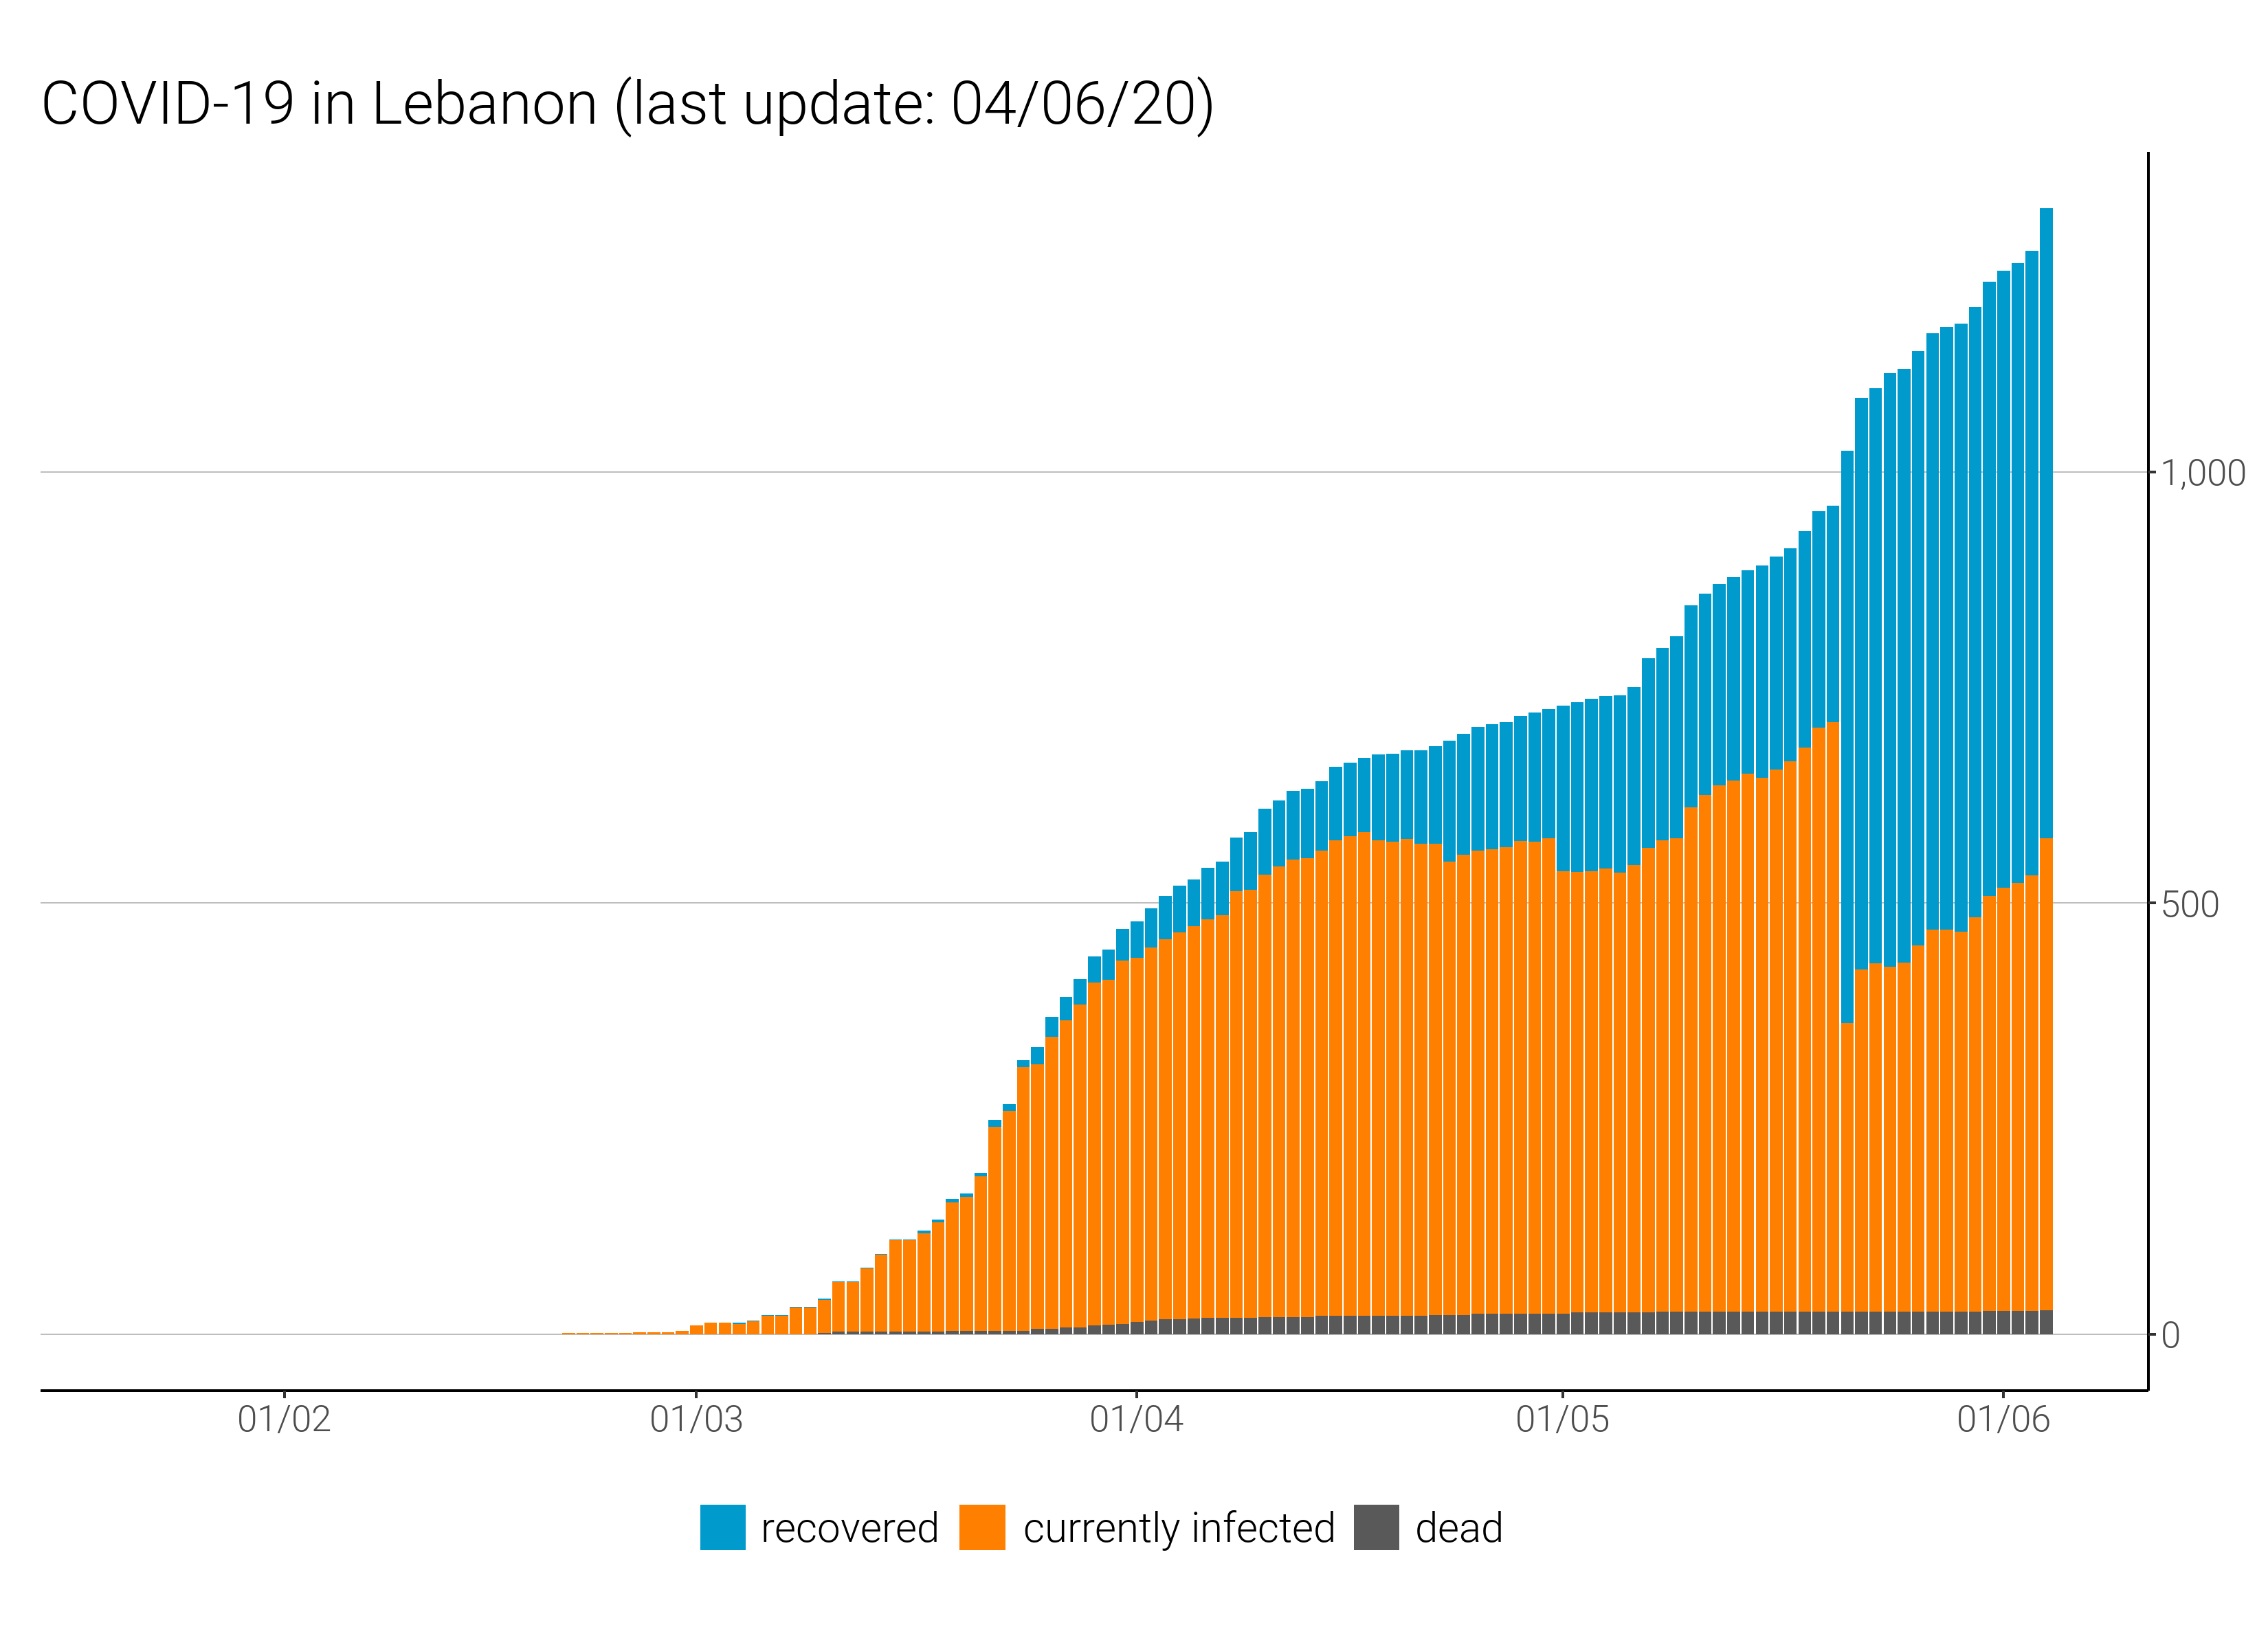 COVID-19 in Lebanon (last update: 04/06/20)
1,000
500
0
01/02 01/03 01/04 01/05 01/06
recovered currently infected dead